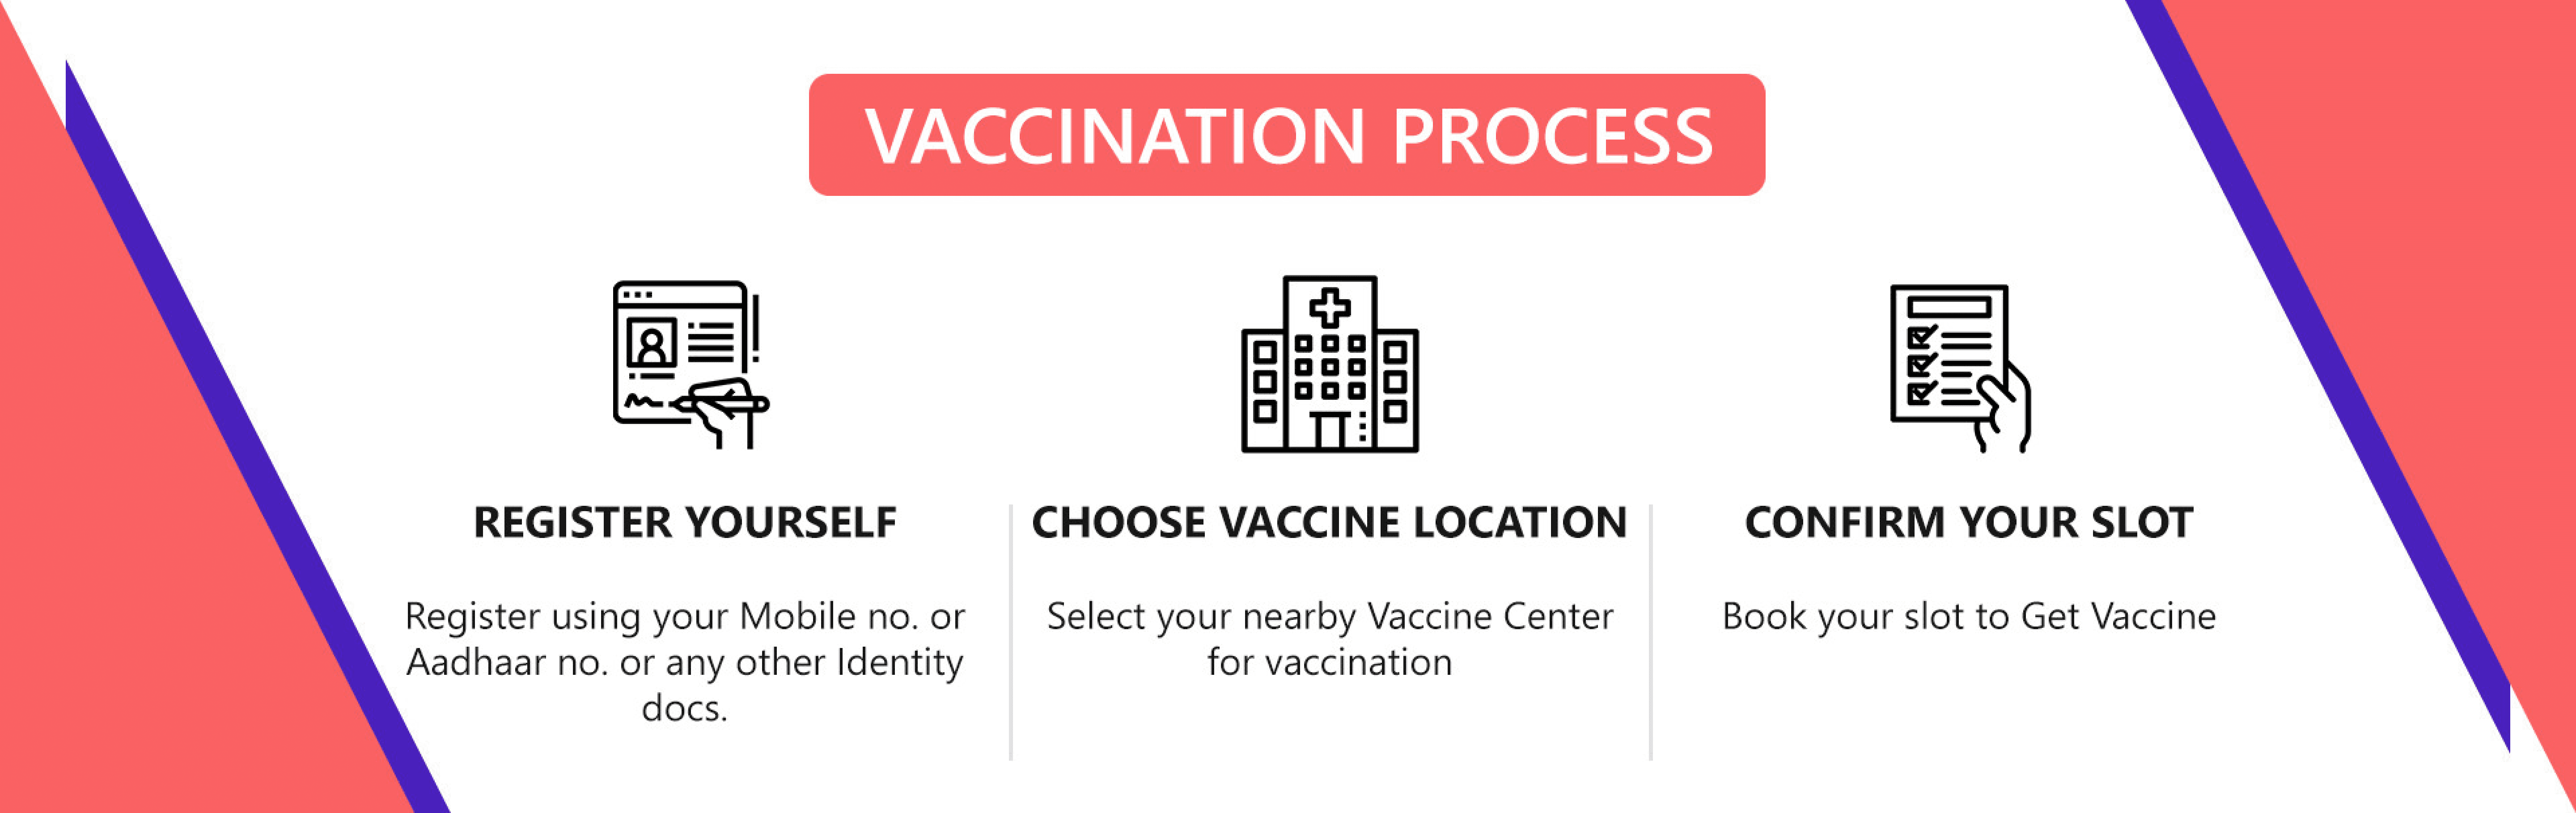 VACCINATION PROCESS
REGISTER YOURSELF
Register using your Mobile no. or
Aadhaar no. or any other Identity
docs.
CHOOSE VACCINE LOCATION
Select your nearby Vaccine Center
for vaccination
CONFIRM YOUR SLOT
Book your slot to Get Vaccine